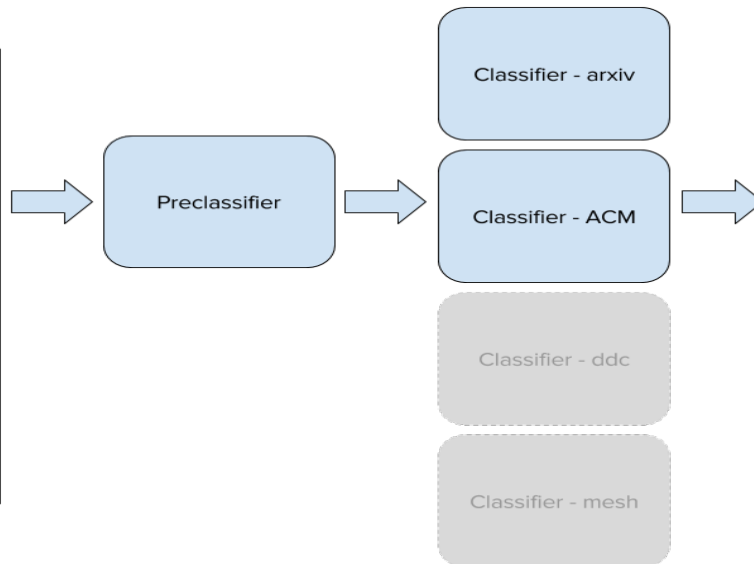 Classifier - arxiv
Preclassifier
Classifier - ACM
Classifier - ddc
Classifier - mesh